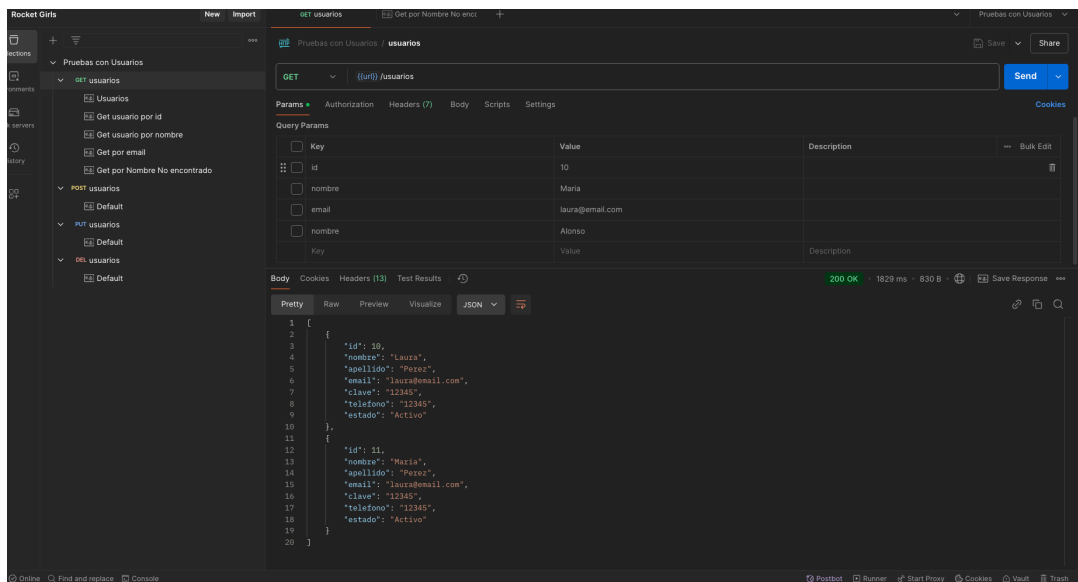 Rocket Girls New Import GET usuarios Get por Nombre No enco Pruebas con Usuarios
Pruebas con Usuarios / usuarios Save Share
Pruebas con Usuarios
GET usuarios
Usuarios
Get usuario por id
Get usuario por nombre
Get por email
Get por Nombre No encontrado
POST usuarios
Default
PUT usuarios
Default
DEL usuarios
Default
GET {{url}} /usuarios Send
Params Authorization Headers (7) Body Scripts Settings Cookies
Query Params
Key Value Description Bulk Edit
id 10
nombre Maria
email laura@email.com
nombre Alonso
Key Value Description
Body Cookies Headers (13) Test Results 200 OK 1829 ms 830 B Save Response
Pretty Raw Preview Visualize JSON
1 [
2 {
3 "id": 10,
4 "nombre": "Laura",
5 "apellido": "Perez",
6 "email": "laura@email.com",
7 "clave": "12345",
8 "telefono": "12345",
9 "estado": "Activo"
10 },
11 {
12 "id": 11,
13 "nombre": "Maria",
14 "apellido": "Perez",
15 "email": "laura@email.com",
16 "clave": "12345",
17 "telefono": "12345",
18 "estado": "Activo"
19 }
20 ]
Online Find and replace Console Postbot Runner Start Proxy Cookies Vault Trash